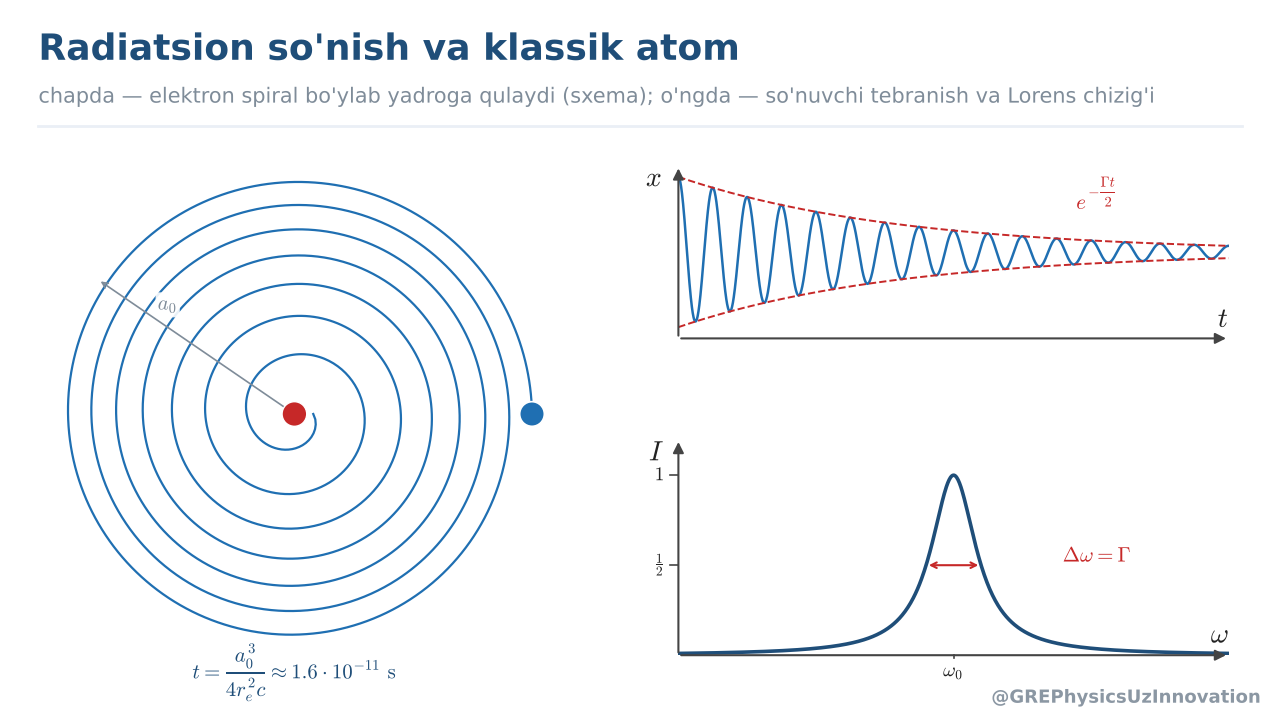 Radiatsion so'nish va klassik atom
chapda — elektron spiral bo'ylab yadroga qulaydi (sxema); o'ngda — so'nuvchi tebranish va Lorens chizig'i
a₀
t = a₀³ / (4rₑ²c) ≈ 1.6 · 10⁻¹¹ s
x
e^(−Γt/2)
t
I
1
1/2
Δω = Γ
ω
ω₀
@GREPhysicsUzInnovation